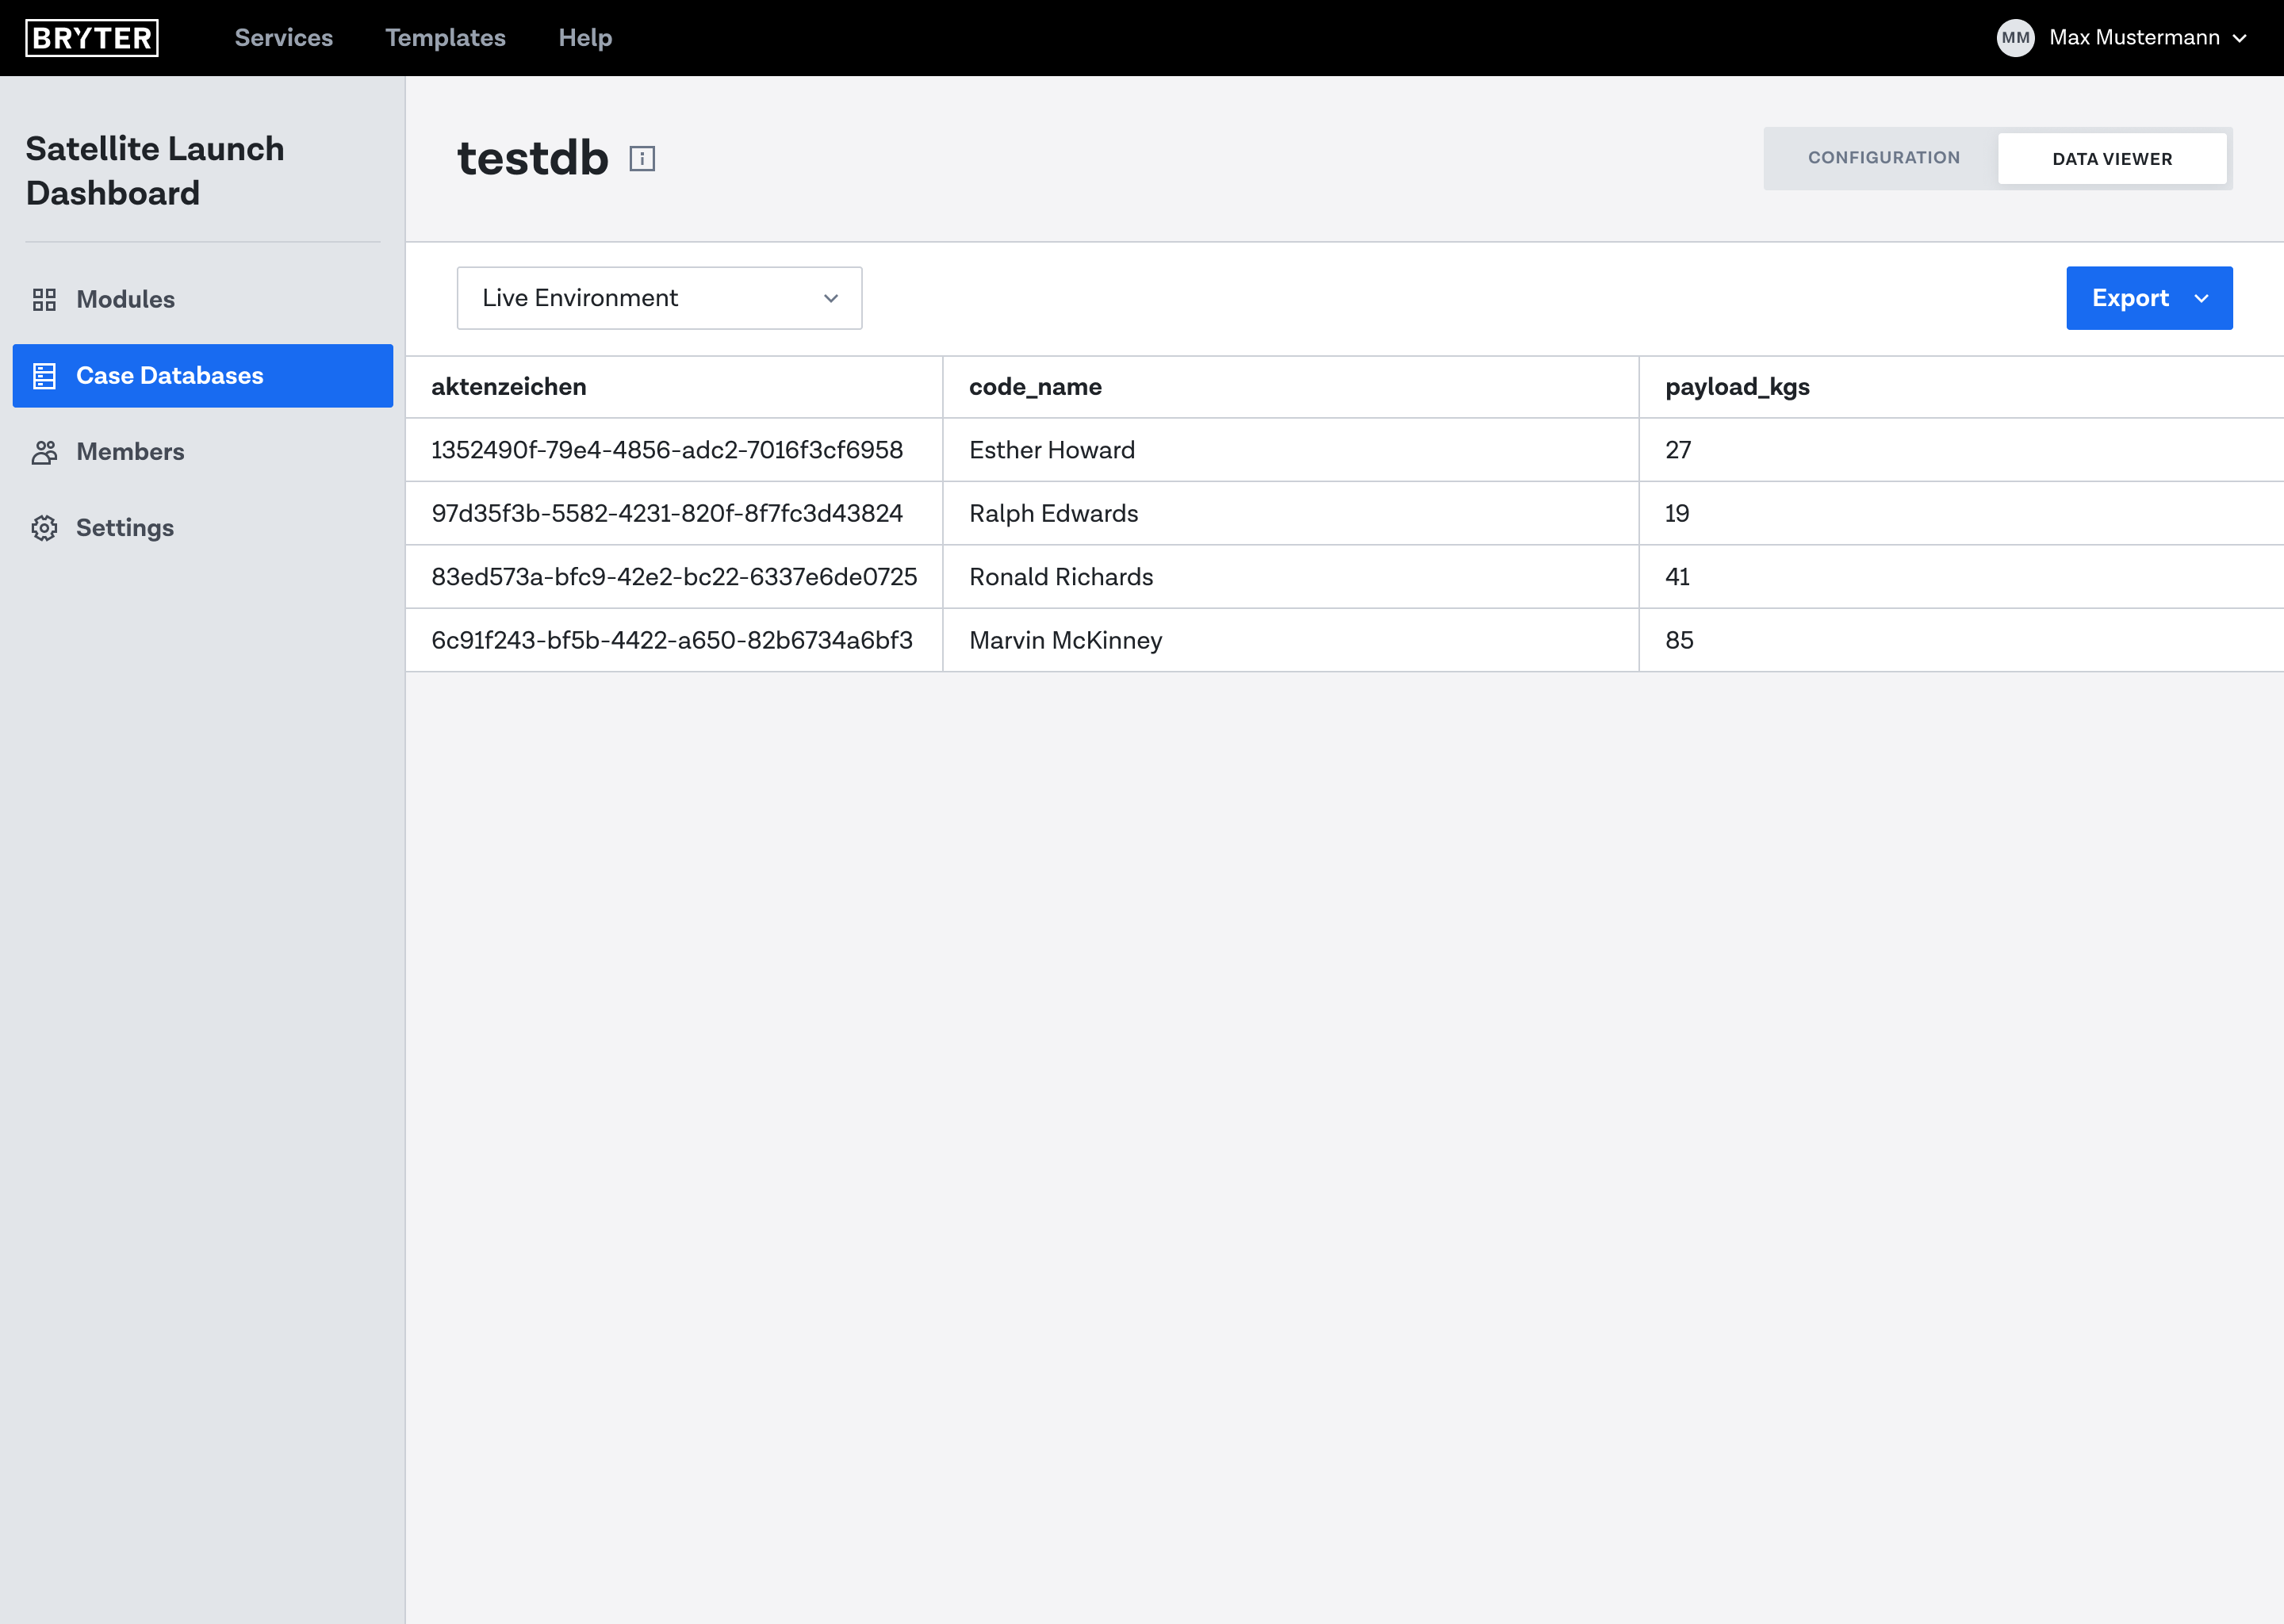 BRYTER Services Templates Help MM Max Mustermann
Satellite Launch
Dashboard
Modules
Case Databases
Members
Settings
testdb i CONFIGURATION DATA VIEWER
Live Environment Export
aktenzeichen code_name payload_kgs
1352490f-79e4-4856-adc2-7016f3cf6958 Esther Howard 27
97d35f3b-5582-4231-820f-8f7fc3d43824 Ralph Edwards 19
83ed573a-bfc9-42e2-bc22-6337e6de0725 Ronald Richards 41
6c91f243-bf5b-4422-a650-82b6734a6bf3 Marvin McKinney 85